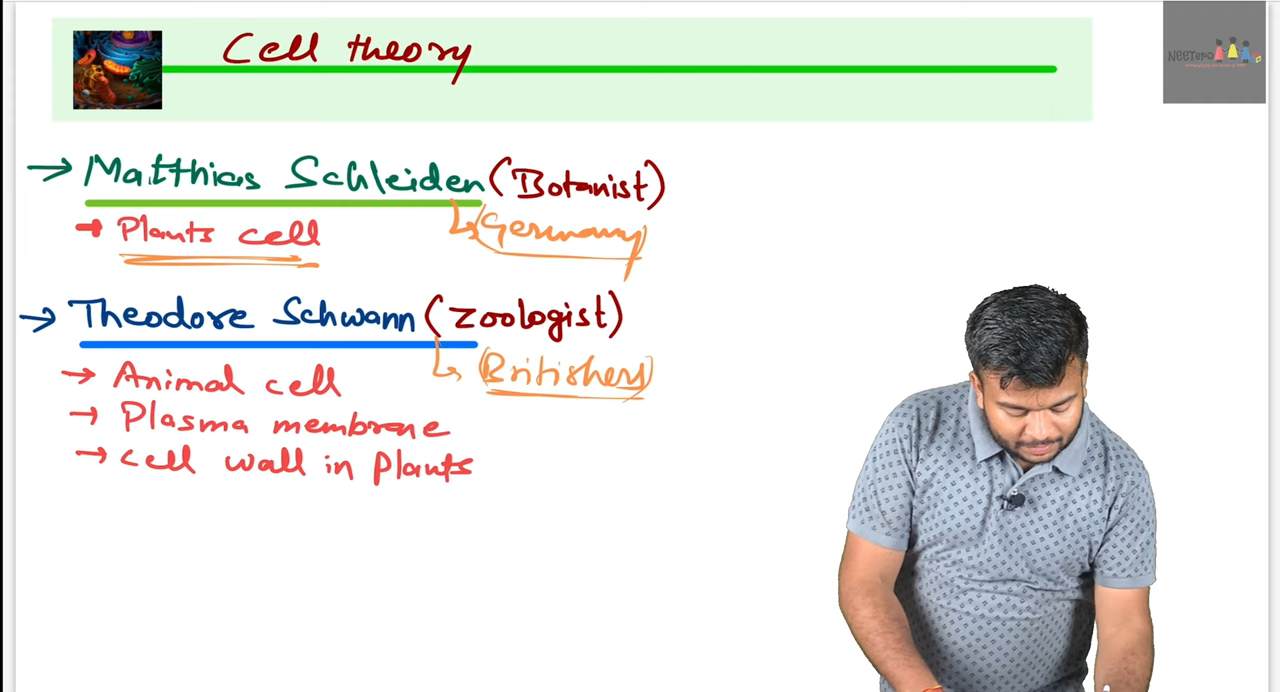 Cell theory
NEETPRO
→ Matthias Schleiden (Botanist)
→ Plants cell
↳ (Germany)
→ Theodore Schwann (Zoologist)
→ Animal cell
↳ (Britishers)
→ Plasma membrane
→ Cell wall in Plants